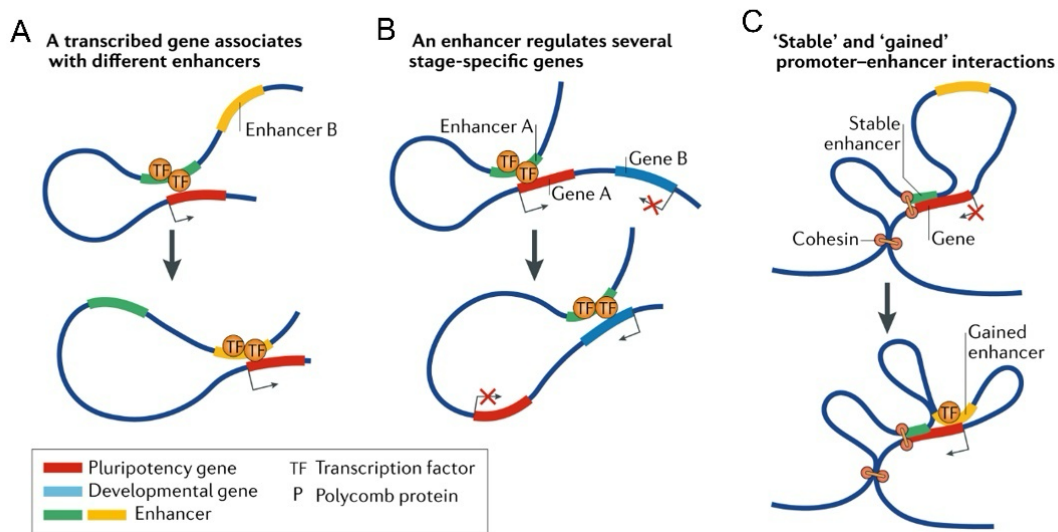 A
A transcribed gene associates
with different enhancers
Enhancer B
TF
TF
TF
TF
B
An enhancer regulates several
stage-specific genes
Enhancer A
TF
TF
Gene B
Gene A
TF
TF
C
'Stable' and 'gained'
promoter–enhancer interactions
Stable
enhancer
Cohesin
Gene
Gained
enhancer
TF
Pluripotency gene
Developmental gene
Enhancer
TF Transcription factor
P Polycomb protein